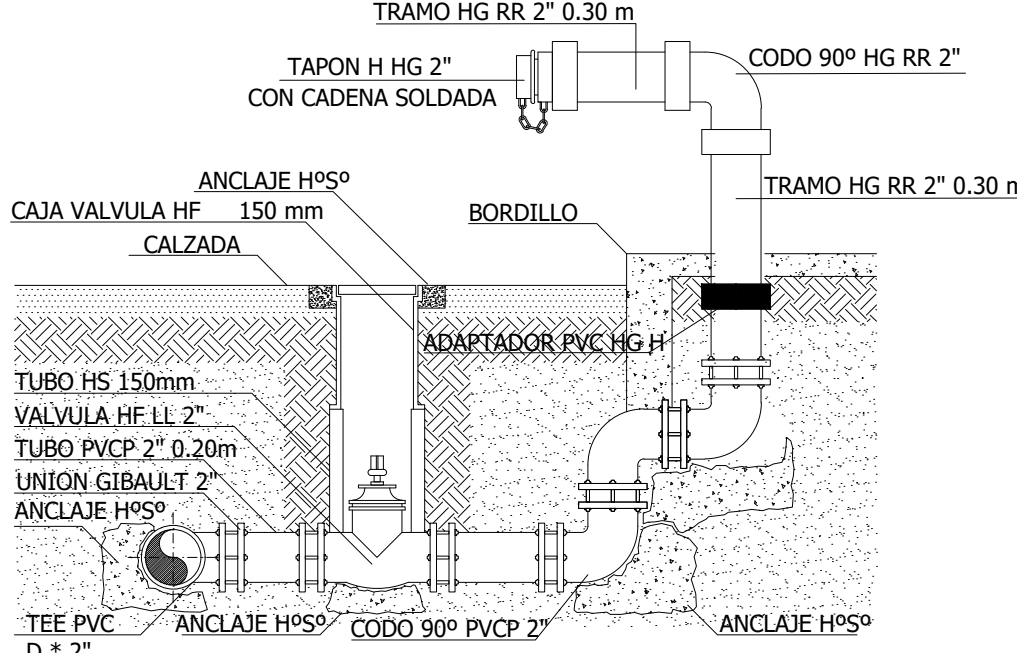 TRAMO HG RR 2" 0.30 m
TAPON H HG 2"
CON CADENA SOLDADA
CODO 90º HG RR 2"
ANCLAJE HºSº
CAJA VALVULA HF 150 mm
CALZADA
BORDILLO
TRAMO HG RR 2" 0.30 m
ADAPTADOR PVC HG H
TUBO HS 150mm
VALVULA HF LL 2"
TUBO PVCP 2" 0.20m
UNION GIBAULT 2"
ANCLAJE HºSº
TEE PVC
D * 2"
ANCLAJE HºSº
CODO 90º PVCP 2"
ANCLAJE HºSº